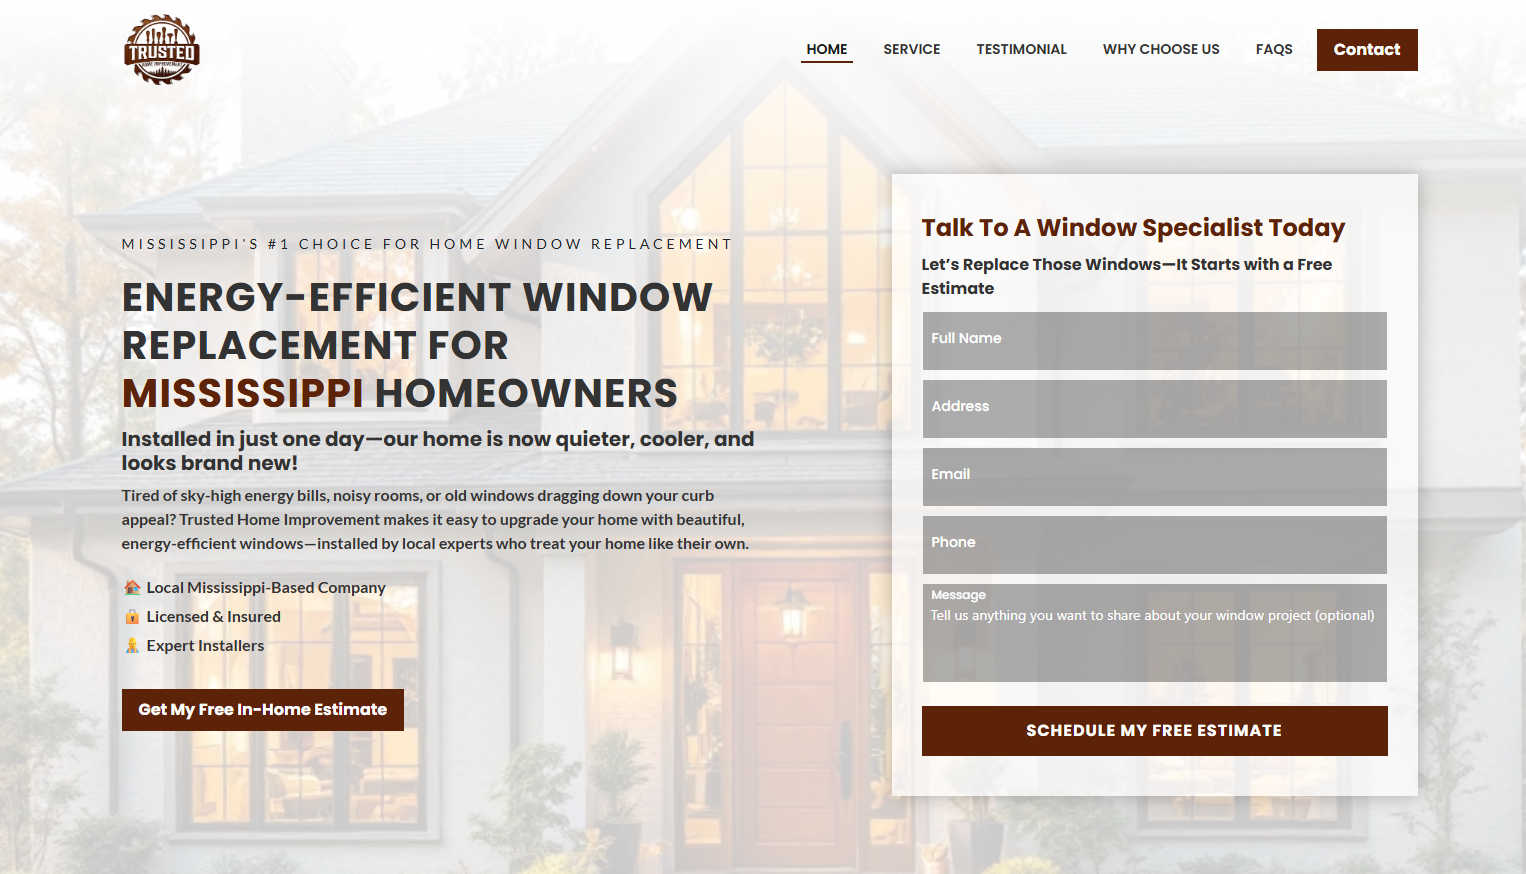 TRUSTED
HOME IMPROVEMENT
HOME
SERVICE
TESTIMONIAL
WHY CHOOSE US
FAQS
Contact
MISSISSIPPI'S #1 CHOICE FOR HOME WINDOW REPLACEMENT
ENERGY-EFFICIENT WINDOW
REPLACEMENT FOR
MISSISSIPPI HOMEOWNERS
Installed in just one day—our home is now quieter, cooler, and
looks brand new!
Tired of sky-high energy bills, noisy rooms, or old windows dragging down your curb
appeal? Trusted Home Improvement makes it easy to upgrade your home with beautiful,
energy-efficient windows—installed by local experts who treat your home like their own.
Local Mississippi-Based Company
Licensed & Insured
Expert Installers
Get My Free In-Home Estimate
Talk To A Window Specialist Today
Let’s Replace Those Windows—It Starts with a Free
Estimate
Full Name
Address
Email
Phone
Message
Tell us anything you want to share about your window project (optional)
SCHEDULE MY FREE ESTIMATE